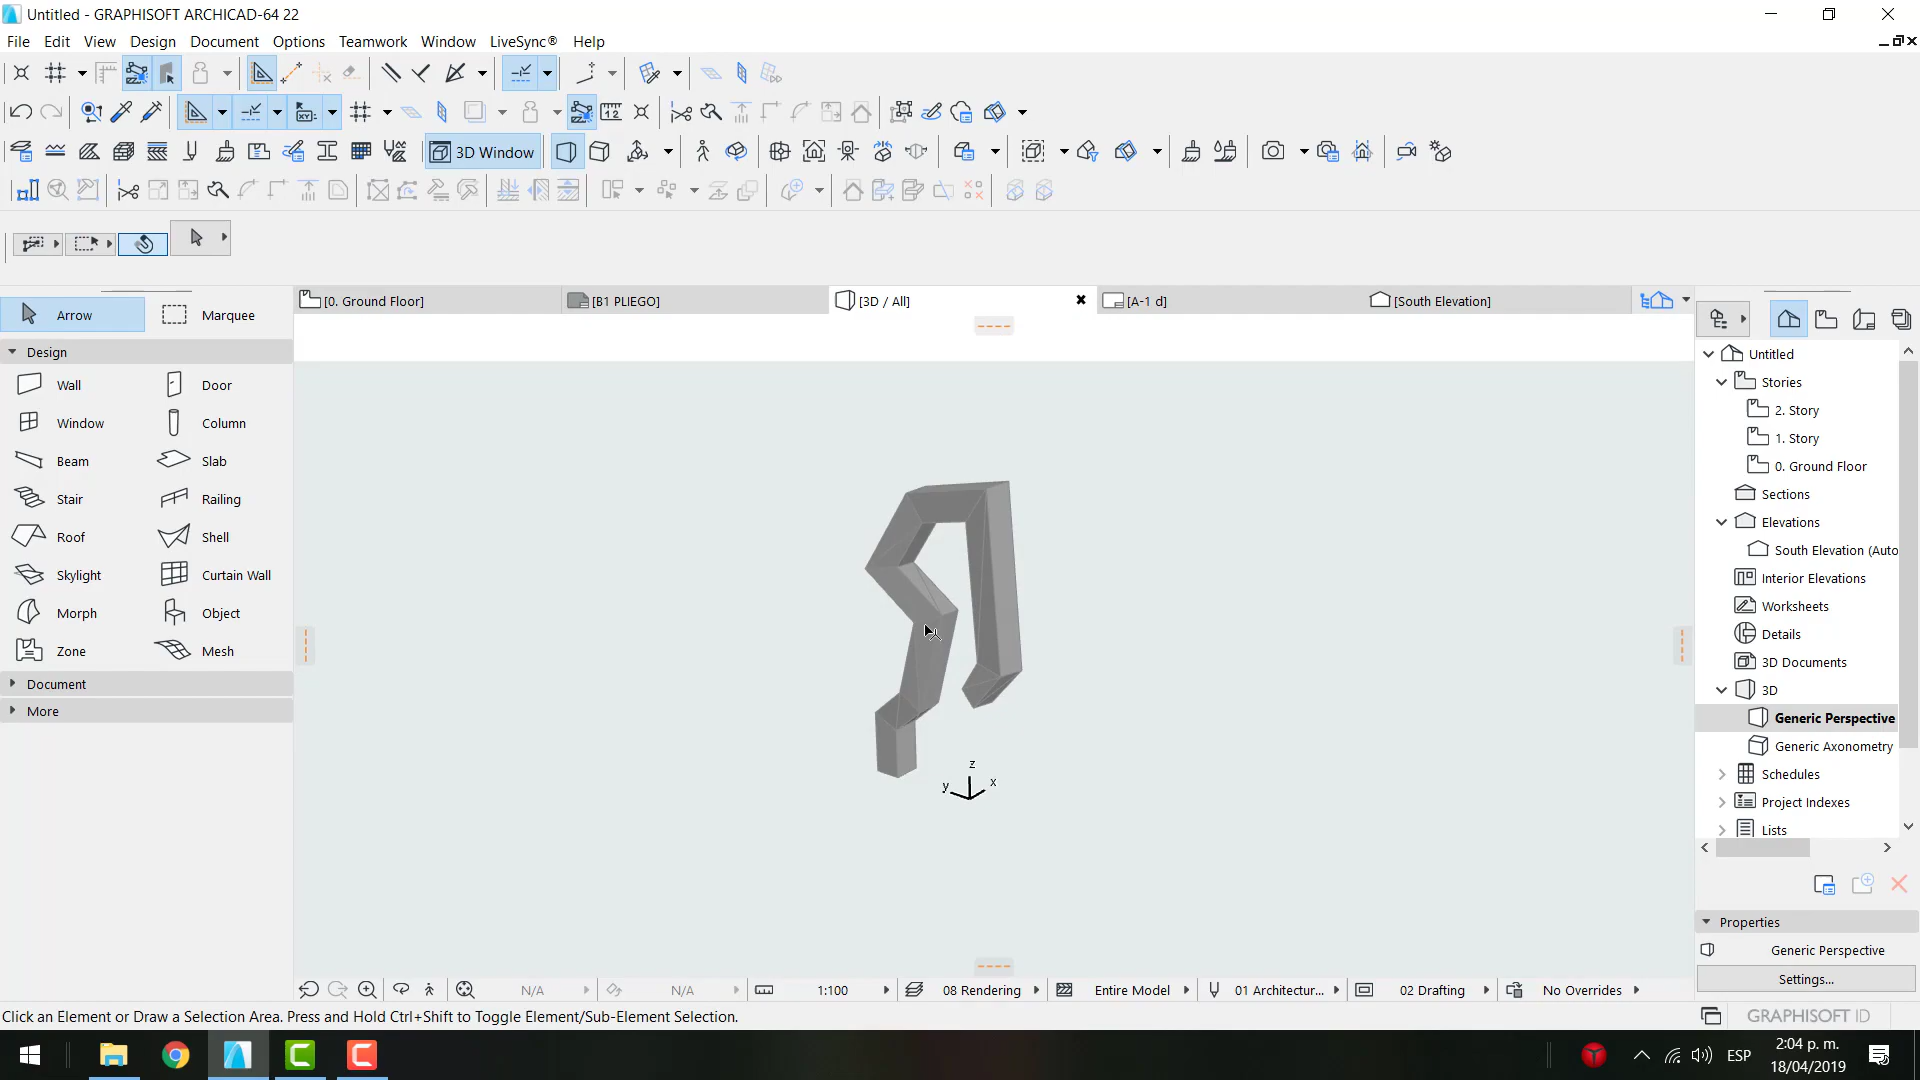 Untitled - GRAPHISOFT ARCHICAD-64 22
File Edit View Design Document Options Teamwork Window LiveSync® Help
3D Window
[0. Ground Floor] [B1 PLIEGO] [3D / All] [A-1 d] [South Elevation]
Arrow Marquee
Design
Wall Door
Window Column
Beam Slab
Stair Railing
Roof Shell
Skylight Curtain Wall
Morph Object
Zone Mesh
Document
More
z
y x
Untitled
Stories
2. Story
1. Story
0. Ground Floor
Sections
Elevations
South Elevation (Auto
Interior Elevations
Worksheets
Details
3D Documents
3D
Generic Perspective
Generic Axonometry
Schedules
Project Indexes
Lists
Properties
Generic Perspective
Settings...
N/A N/A 1:100 08 Rendering Entire Model 01 Architectur... 02 Drafting No Overrides
Click an Element or Draw a Selection Area. Press and Hold Ctrl+Shift to Toggle Element/Sub-Element Selection.
GRAPHISOFT ID
ESP
2:04 p. m.
18/04/2019